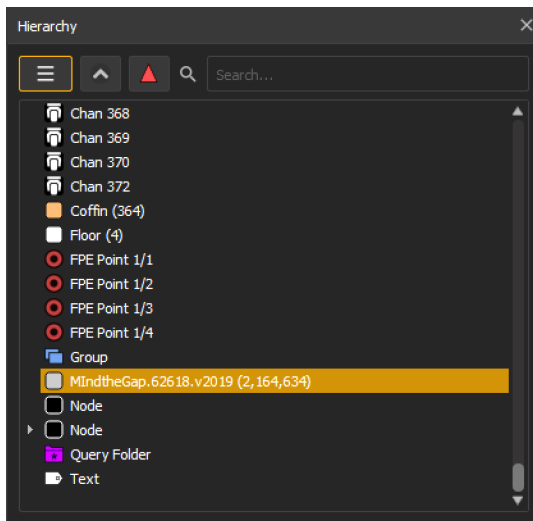 Hierarchy
Search...
Chan 368
Chan 369
Chan 370
Chan 372
Coffin (364)
Floor (4)
FPE Point 1/1
FPE Point 1/2
FPE Point 1/3
FPE Point 1/4
Group
MIndtheGap.62618.v2019 (2,164,634)
Node
Node
Query Folder
Text